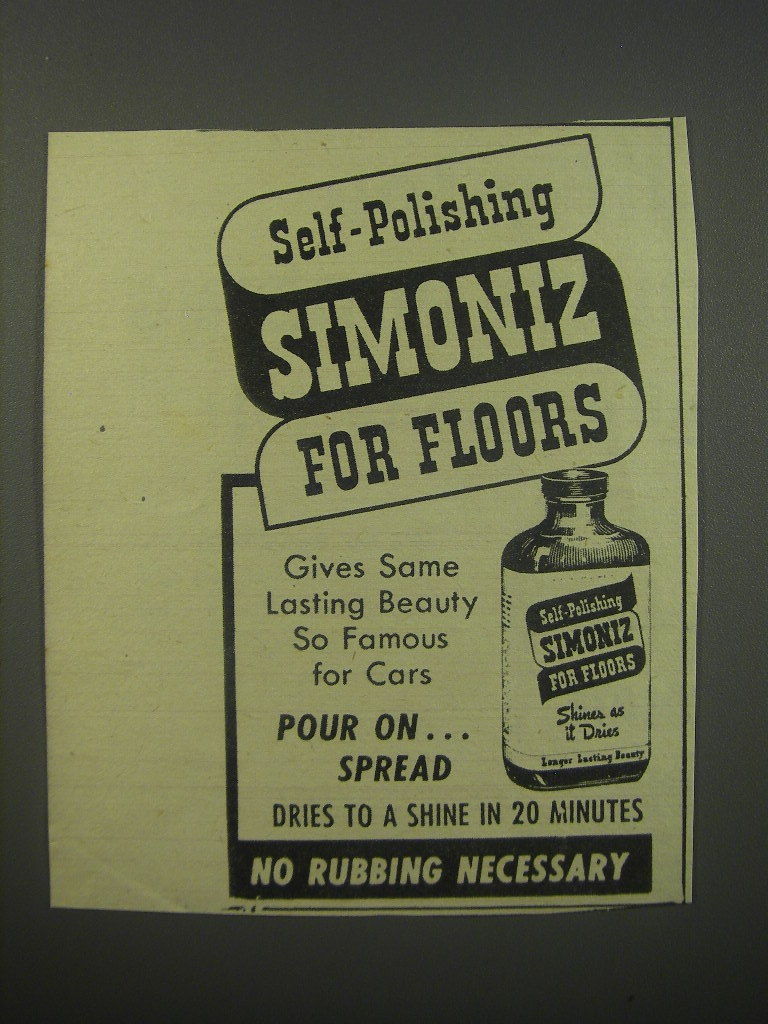 Self-Polishing
SIMONIZ
FOR FLOORS
Gives Same
Lasting Beauty
So Famous
for Cars
POUR ON...
SPREAD
DRIES TO A SHINE IN 20 MINUTES
NO RUBBING NECESSARY
Self-Polishing
SIMONIZ
FOR FLOORS
Shines as
it Dries
Longer Lasting Beauty